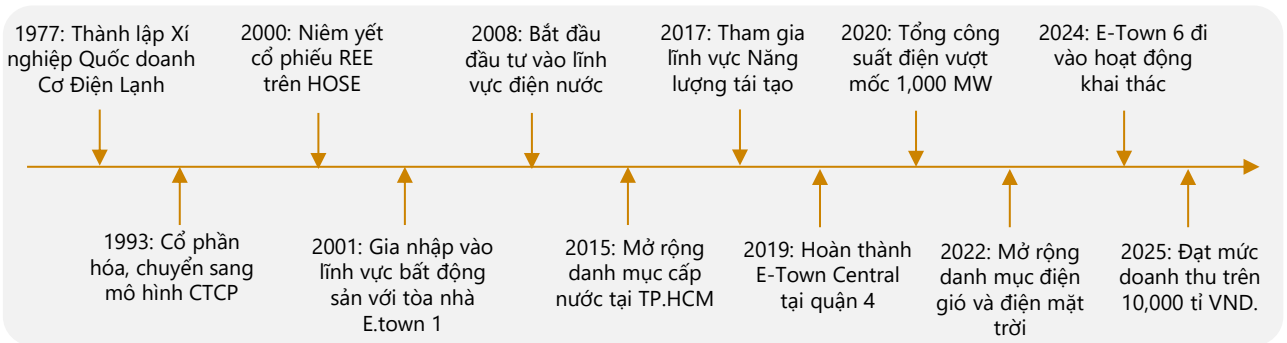 1977: Thành lập Xí
nghiệp Quốc doanh
Cơ Điện Lạnh
2000: Niêm yết
cổ phiếu REE
trên HOSE
2008: Bắt đầu
đầu tư vào lĩnh
vực điện nước
2017: Tham gia
lĩnh vực Năng
lượng tái tạo
2020: Tổng công
suất điện vượt
mốc 1,000 MW
2024: E-Town 6 đi
vào hoạt động
khai thác
1993: Cổ phần
hóa, chuyển sang
mô hình CTCP
2001: Gia nhập vào
lĩnh vực bất động
sản với tòa nhà
E.town 1
2015: Mở rộng
danh mục cấp
nước tại TP.HCM
2019: Hoàn thành
E-Town Central
tại quận 4
2022: Mở rộng
danh mục điện
gió và điện mặt
trời
2025: Đạt mức
doanh thu trên
10,000 tỉ VND.